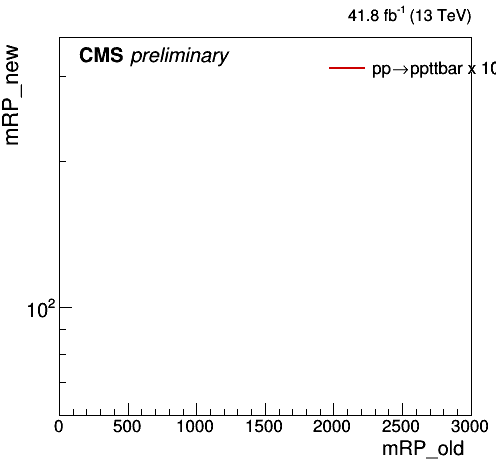 41.8 fb-1 (13 TeV)
CMS preliminary
pp→ppttbar x 10
mRP_new
102
0 500 1000 1500 2000 2500 3000
mRP_old